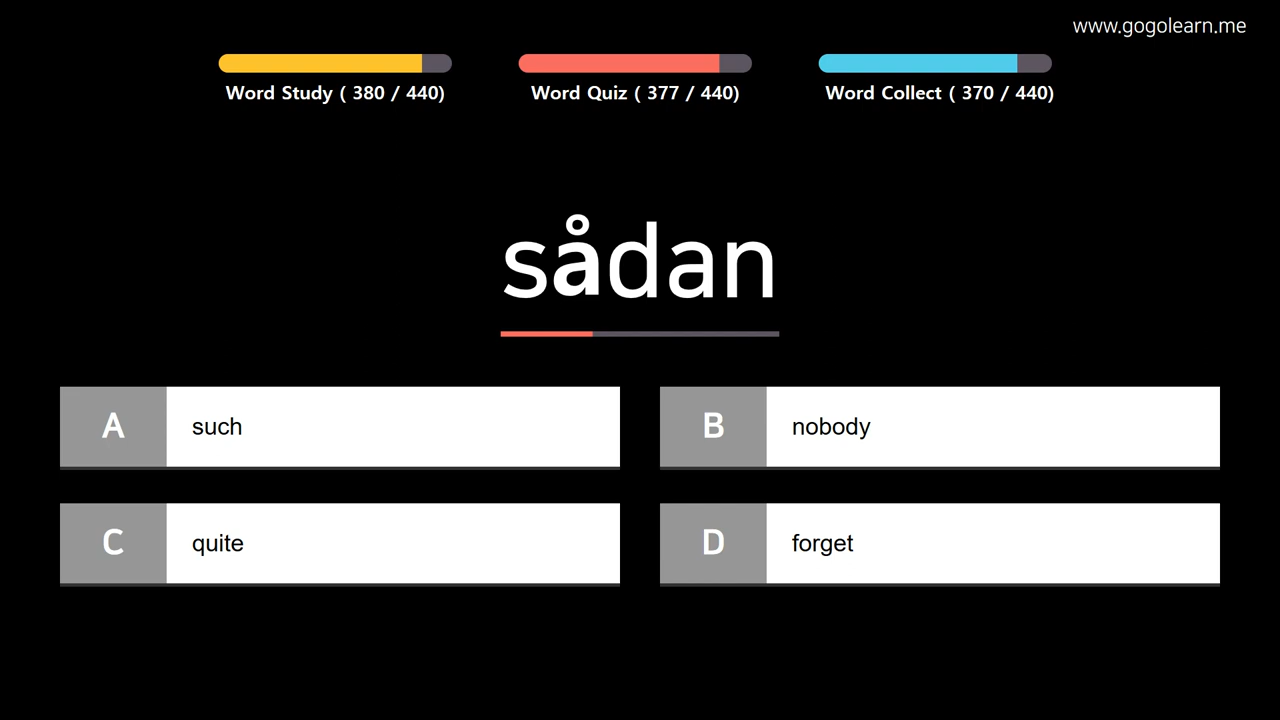 www.gogolearn.me
Word Study ( 380 / 440)
Word Quiz ( 377 / 440)
Word Collect ( 370 / 440)
sådan
A such
B nobody
C quite
D forget